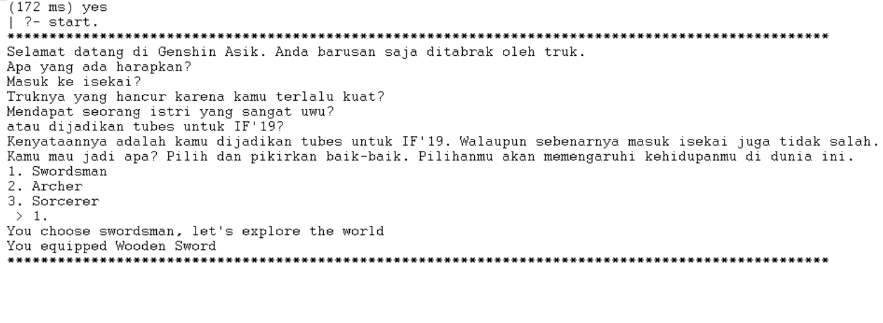 (172 ms) yes
| ?- start.
****************************************************************************************************
Selamat datang di Genshin Asik. Anda barusan saja ditabrak oleh truk.
Apa yang ada harapkan?
Masuk ke isekai?
Truknya yang hancur karena kamu terlalu kuat?
Mendapat seorang istri yang sangat uwu?
atau dijadikan tubes untuk IF'19?
Kenyataannya adalah kamu dijadikan tubes untuk IF'19. Walaupun sebenarnya masuk isekai juga tidak salah.
Kamu mau jadi apa? Pilih dan pikirkan baik-baik. Pilihanmu akan memengaruhi kehidupanmu di dunia ini.
1. Swordsman
2. Archer
3. Sorcerer
> 1.
You choose swordsman, let's explore the world
You equipped Wooden Sword
****************************************************************************************************